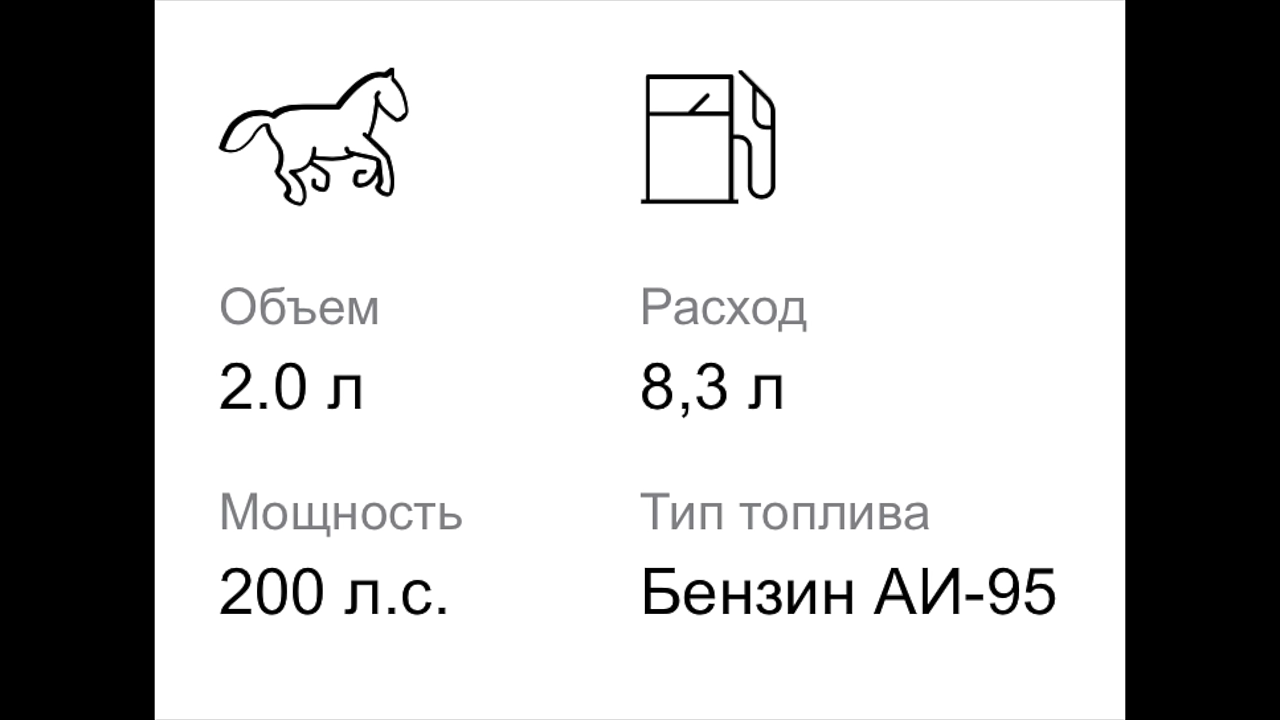 Объем
2.0 л
Мощность
200 л.с.
Расход
8,3 л
Тип топлива
Бензин АИ-95